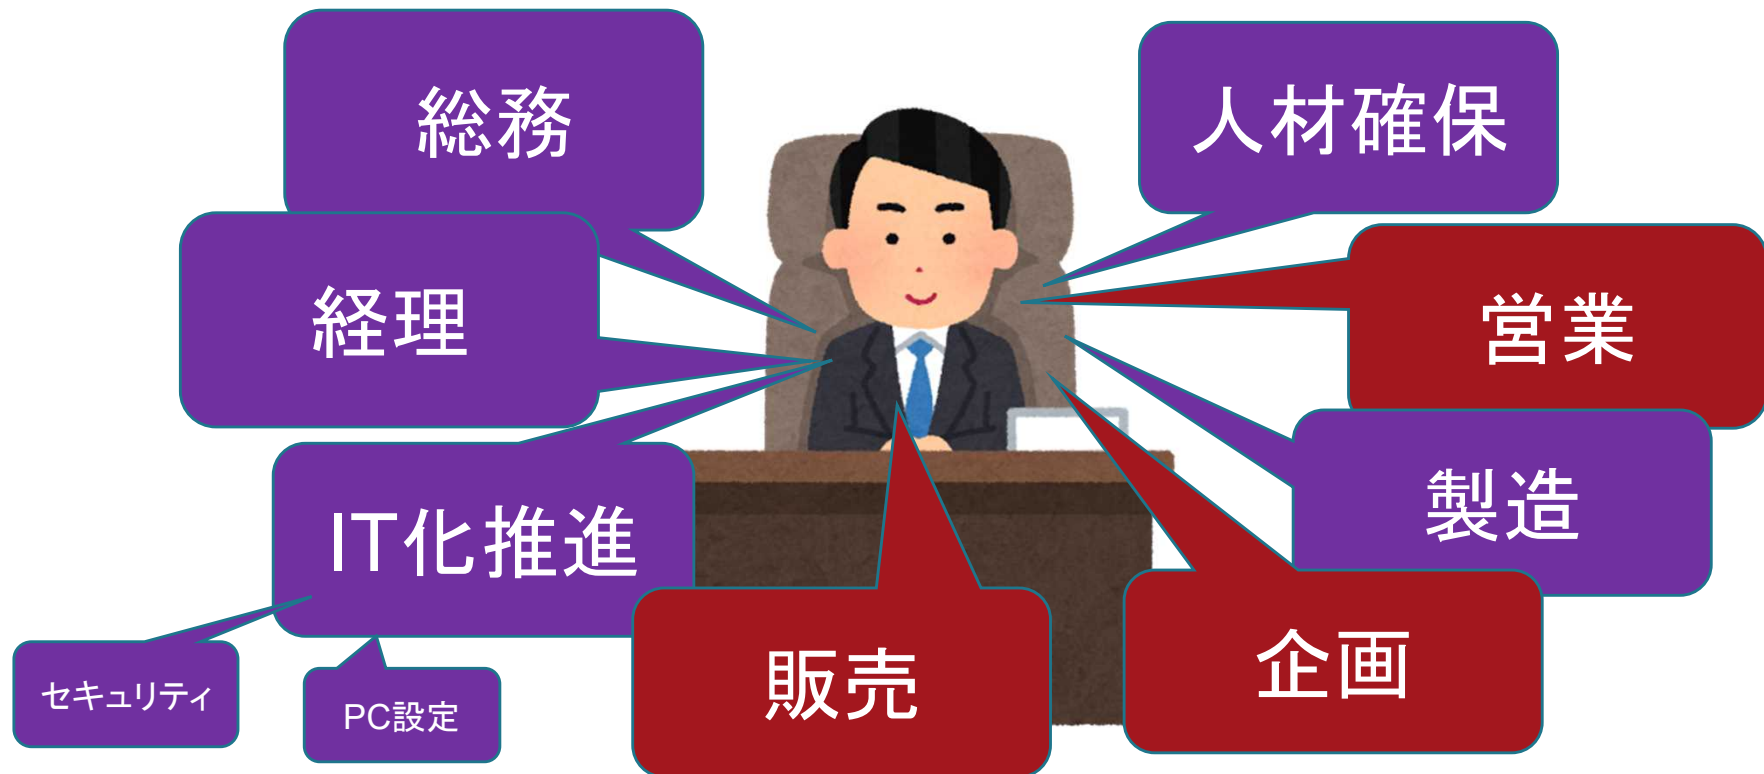 総務
人材確保
経理
営業
IT化推進
製造
セキュリティ
PC設定
販売
企画